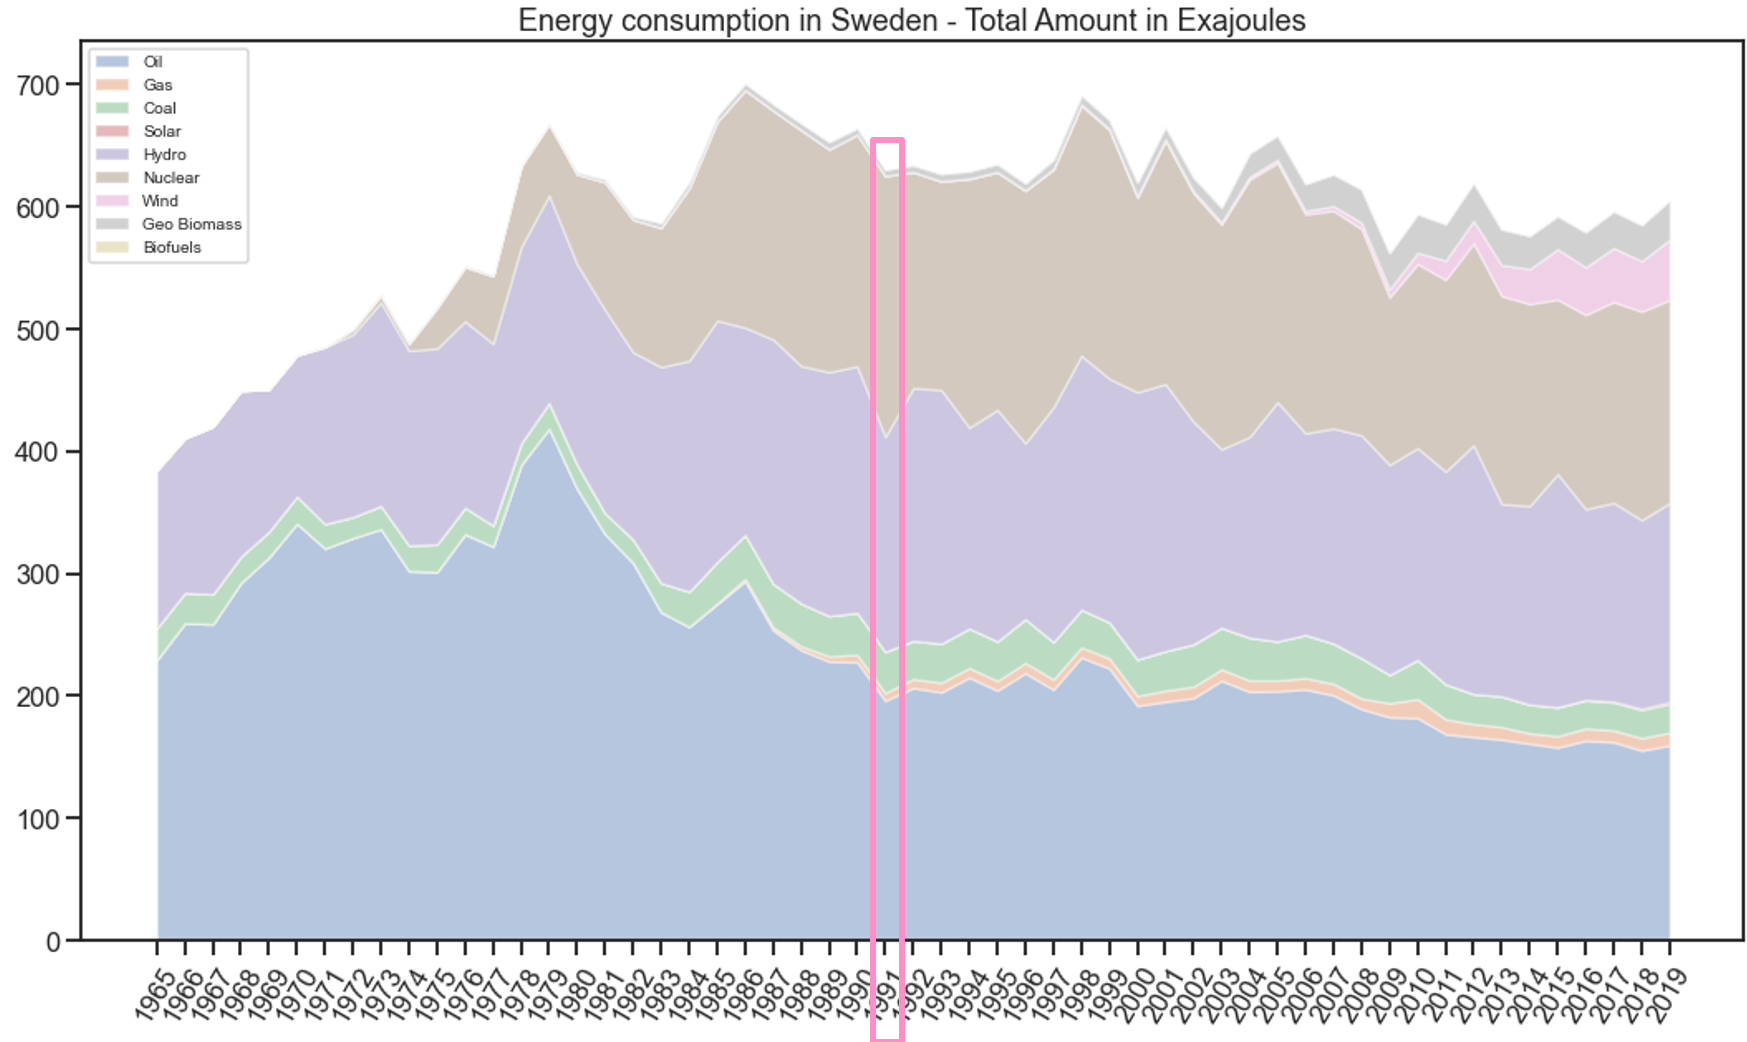 Energy consumption in Sweden - Total Amount in Exajoules
Oil
Gas
Coal
Solar
Hydro
Nuclear
Wind
Geo Biomass
Biofuels
700
600
500
400
300
200
100
0
1965 1966 1967 1968 1969 1970 1971 1972 1973 1974 1975 1976 1977 1978 1979 1980 1981 1982 1983 1984 1985 1986 1987 1988 1989 1990 1991 1992 1993 1994 1995 1996 1997 1998 1999 2000 2001 2002 2003 2004 2005 2006 2007 2008 2009 2010 2011 2012 2013 2014 2015 2016 2017 2018 2019